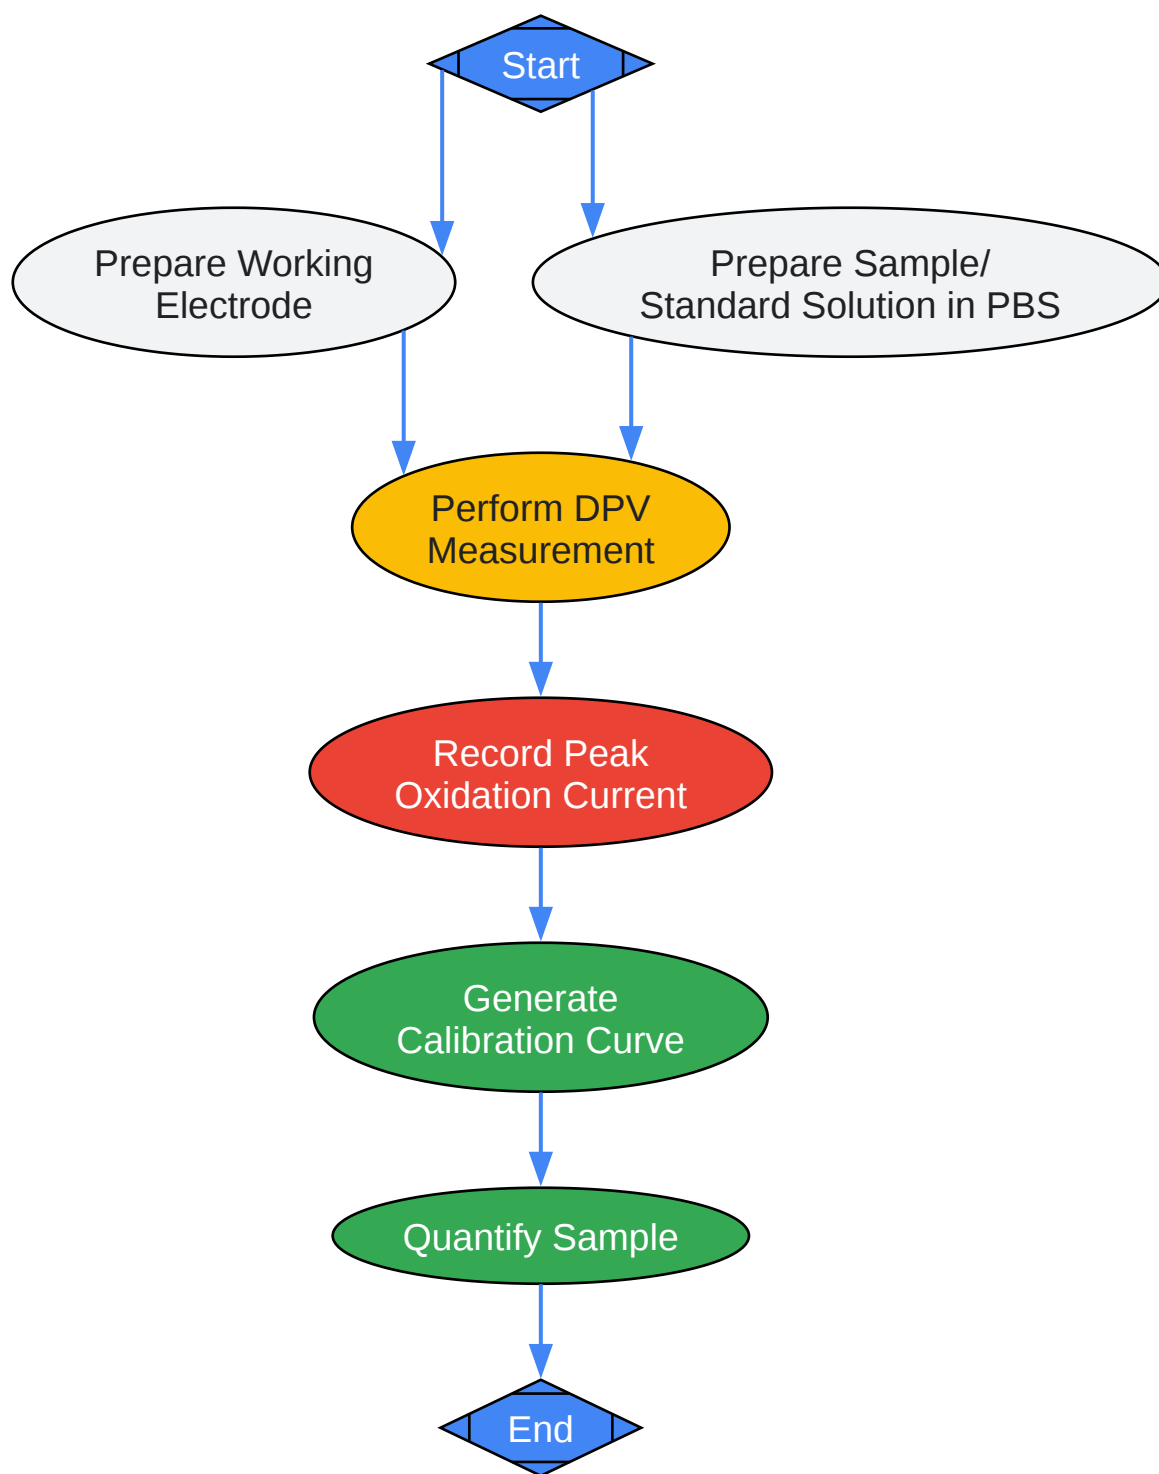 Start
Prepare Working
Electrode
Prepare Sample/
Standard Solution in PBS
Perform DPV
Measurement
Record Peak
Oxidation Current
Generate
Calibration Curve
Quantify Sample
End